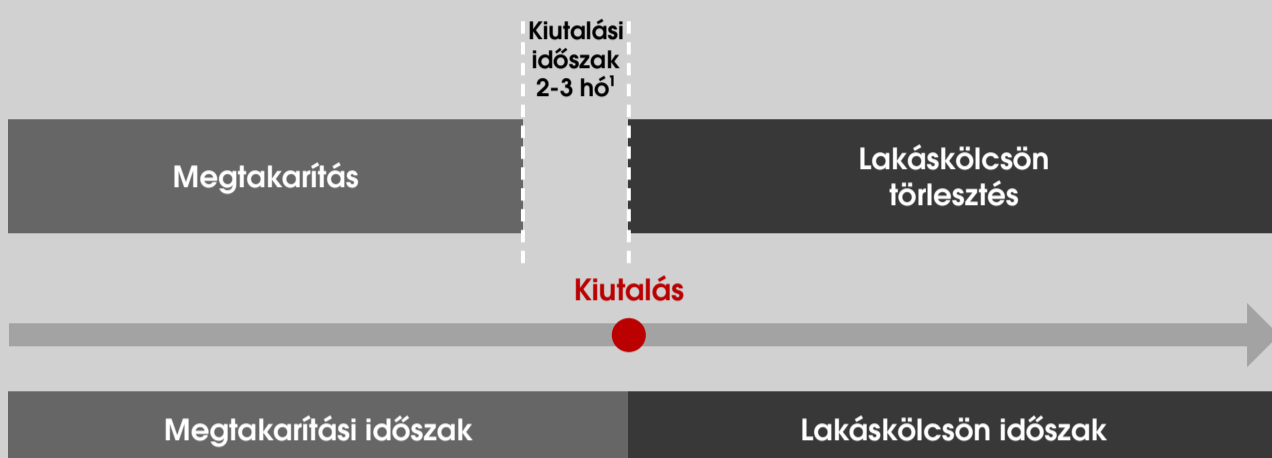 Kiutalási
időszak
2-3 hó¹
Megtakarítás
Lakáskölcsön
törlesztés
Kiutalás
Megtakarítási időszak
Lakáskölcsön időszak